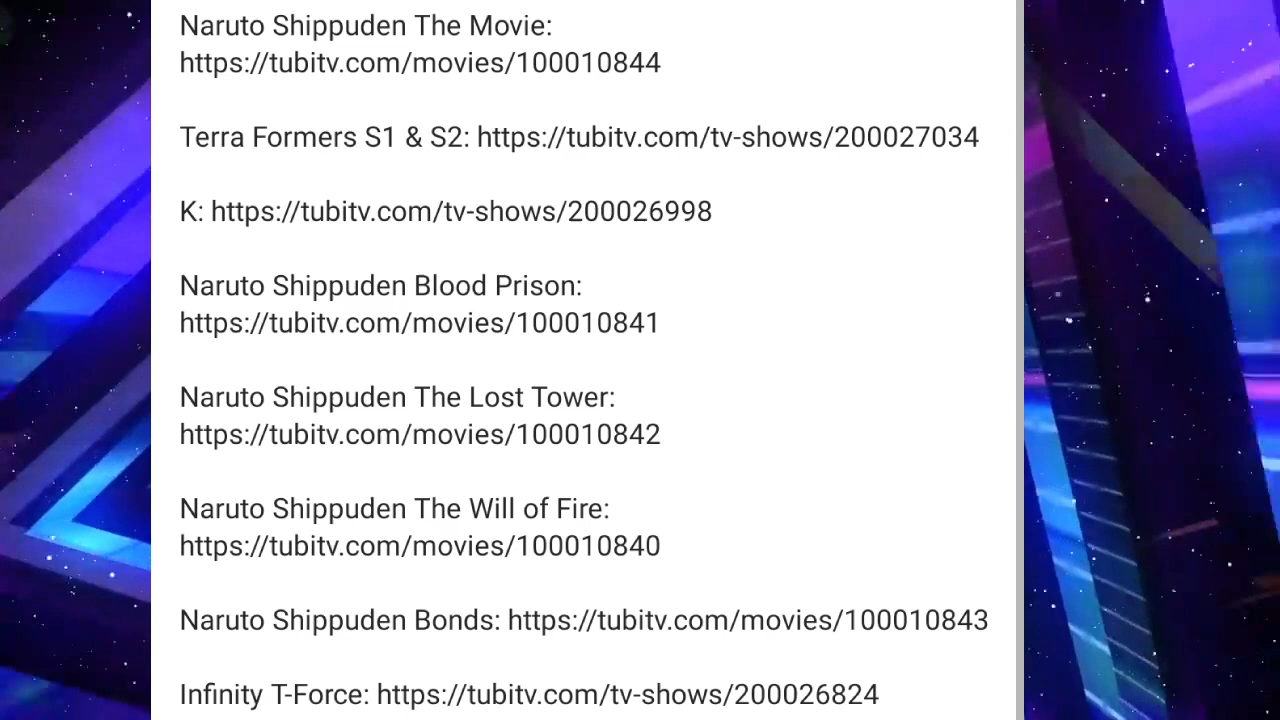 Naruto Shippuden The Movie:
https://tubitv.com/movies/100010844
Terra Formers S1 & S2: https://tubitv.com/tv-shows/200027034
K: https://tubitv.com/tv-shows/200026998
Naruto Shippuden Blood Prison:
https://tubitv.com/movies/100010841
Naruto Shippuden The Lost Tower:
https://tubitv.com/movies/100010842
Naruto Shippuden The Will of Fire:
https://tubitv.com/movies/100010840
Naruto Shippuden Bonds: https://tubitv.com/movies/100010843
Infinity T-Force: https://tubitv.com/tv-shows/200026824